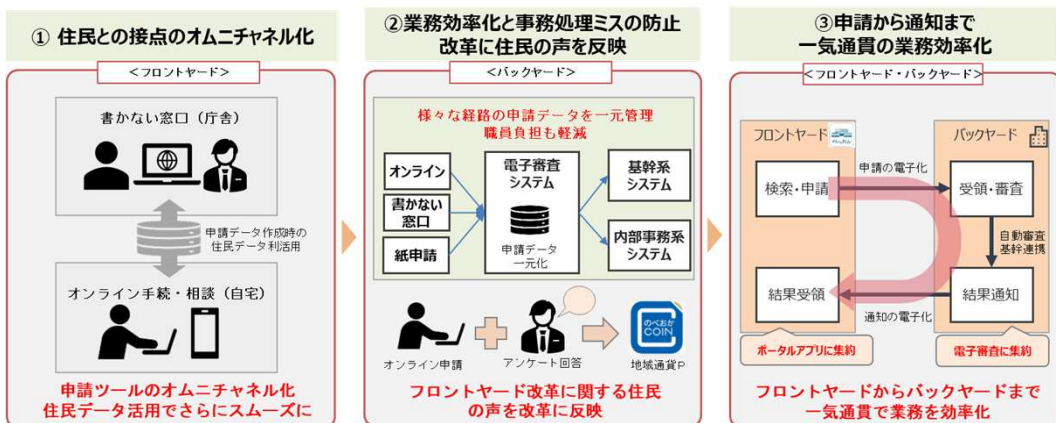 ① 住民との接点のオムニチャネル化
＜フロントヤード＞
書かない窓口（庁舎）
申請データ作成時の
住民データ利活用
オンライン手続・相談（自宅）
申請ツールのオムニチャネル化
住民データ活用でさらにスムーズに
②業務効率化と事務処理ミスの防止
改革に住民の声を反映
＜バックヤード＞
様々な経路の申請データを一元管理
職員負担も軽減
オンライン
書かない
窓口
紙申請
電子審査
システム
申請データ
一元化
基幹系
システム
内部事務系
システム
オンライン申請
アンケート回答
のべおか
COIN
地域通貨P
フロントヤード改革に関する住民
の声を改革に反映
③申請から通知まで
一気通貫の業務効率化
＜フロントヤード・バックヤード＞
フロントヤード
バックヤード
検索・申請
申請の電子化
受領・審査
自動審査
基幹連携
結果受領
通知の電子化
結果通知
ポータルアプリに集約
電子審査に集約
フロントヤードからバックヤードまで
一気通貫で業務を効率化